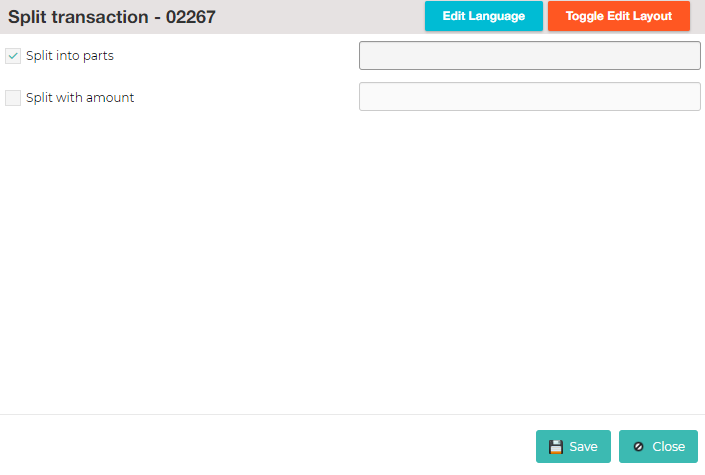 Split transaction - 02267
Edit Language
Toggle Edit Layout
Split into parts
Split with amount
Save
Close